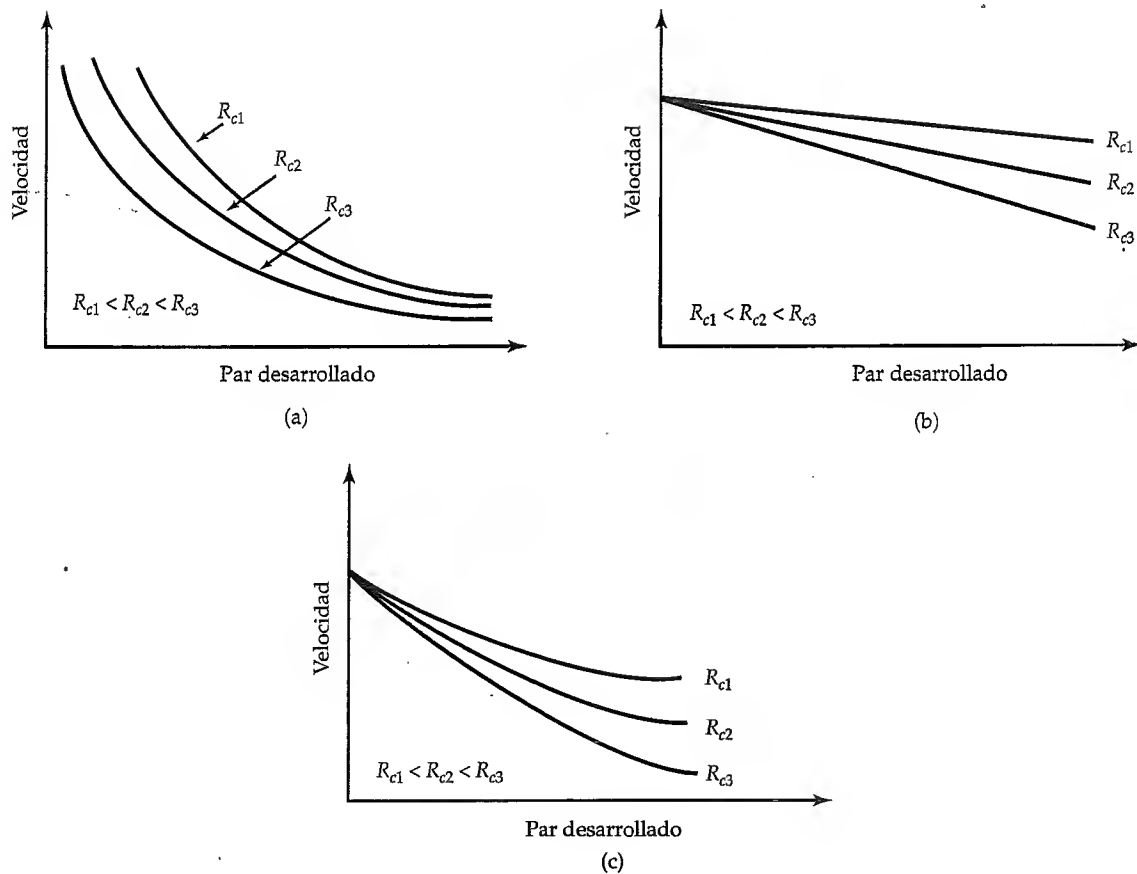 Velocidad
R_c1
R_c2
R_c3
R_c1 < R_c2 < R_c3
Par desarrollado
(a)
Velocidad
R_c1
R_c2
R_c3
R_c1 < R_c2 < R_c3
Par desarrollado
(b)
Velocidad
R_c1
R_c2
R_c3
R_c1 < R_c2 < R_c3
Par desarrollado
(c)